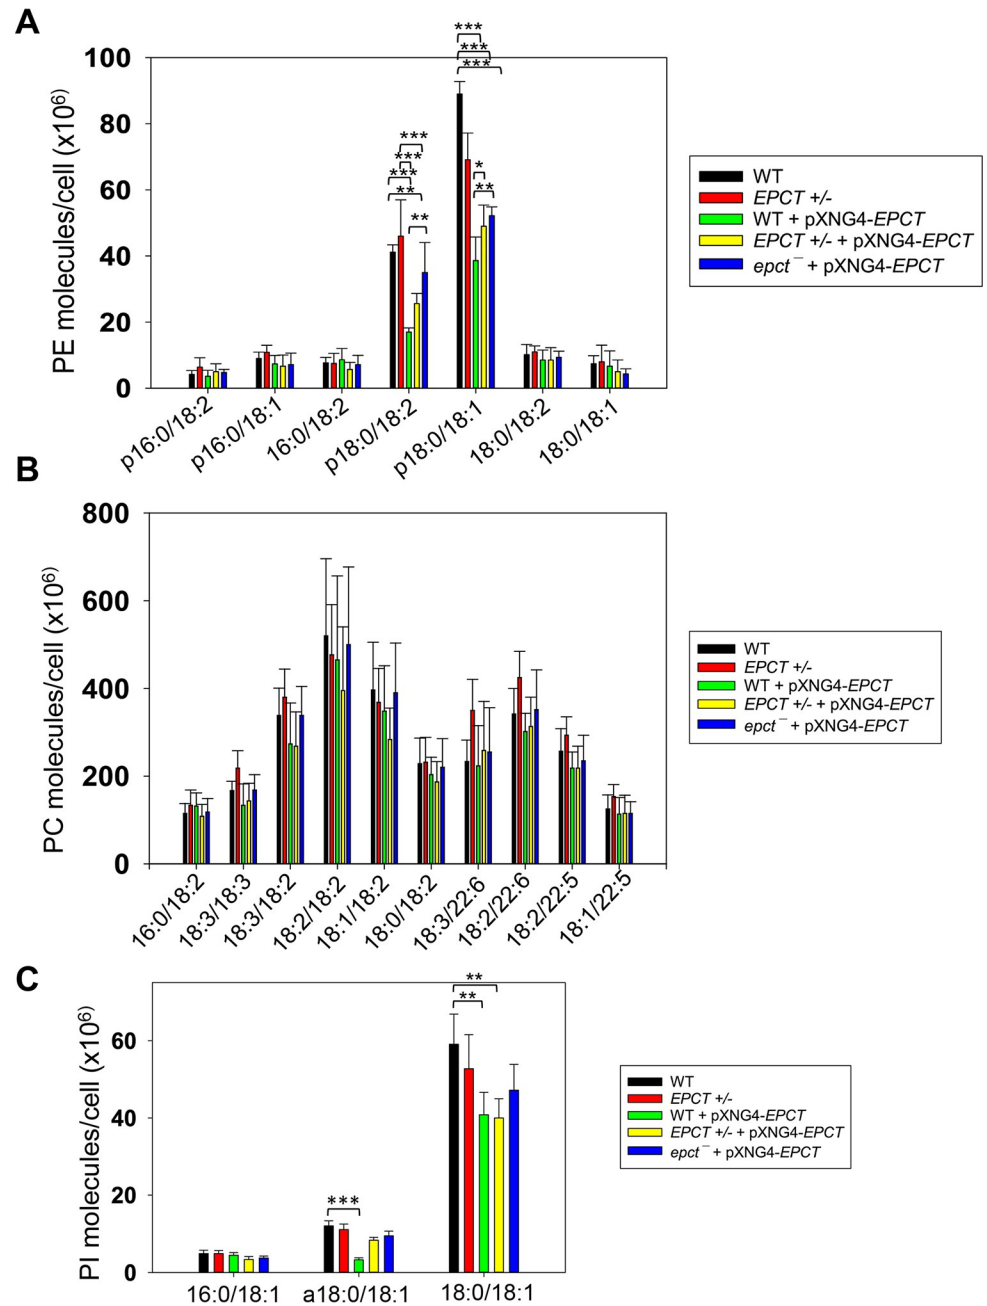 A
PE molecules/cell (x10⁶)
100
80
60
40
20
0
***
***
***
***
***
***
**
**
*
**
p16:0/18:2
p16:0/18:1
16:0/18:2
p18:0/18:2
p18:0/18:1
18:0/18:2
18:0/18:1
WT
EPCT +/-
WT + pXNG4-EPCT
EPCT +/- + pXNG4-EPCT
epct⁻ + pXNG4-EPCT
B
PC molecules/cell (x10⁶)
800
600
400
200
0
16:0/18:2
18:3/18:3
18:3/18:2
18:2/18:2
18:1/18:2
18:0/18:2
18:3/22:6
18:2/22:6
18:2/22:5
18:1/22:5
WT
EPCT +/-
WT + pXNG4-EPCT
EPCT +/- + pXNG4-EPCT
epct⁻ + pXNG4-EPCT
C
PI molecules/cell (x10⁶)
60
40
20
0
***
**
**
16:0/18:1
a18:0/18:1
18:0/18:1
WT
EPCT +/-
WT + pXNG4-EPCT
EPCT +/- + pXNG4-EPCT
epct⁻ + pXNG4-EPCT